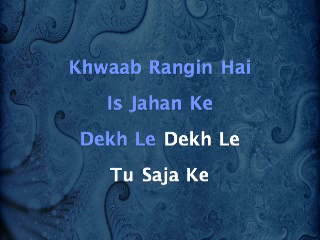 Khwaab Rangin Hai
Is Jahan Ke
Dekh Le Dekh Le
Tu Saja Ke